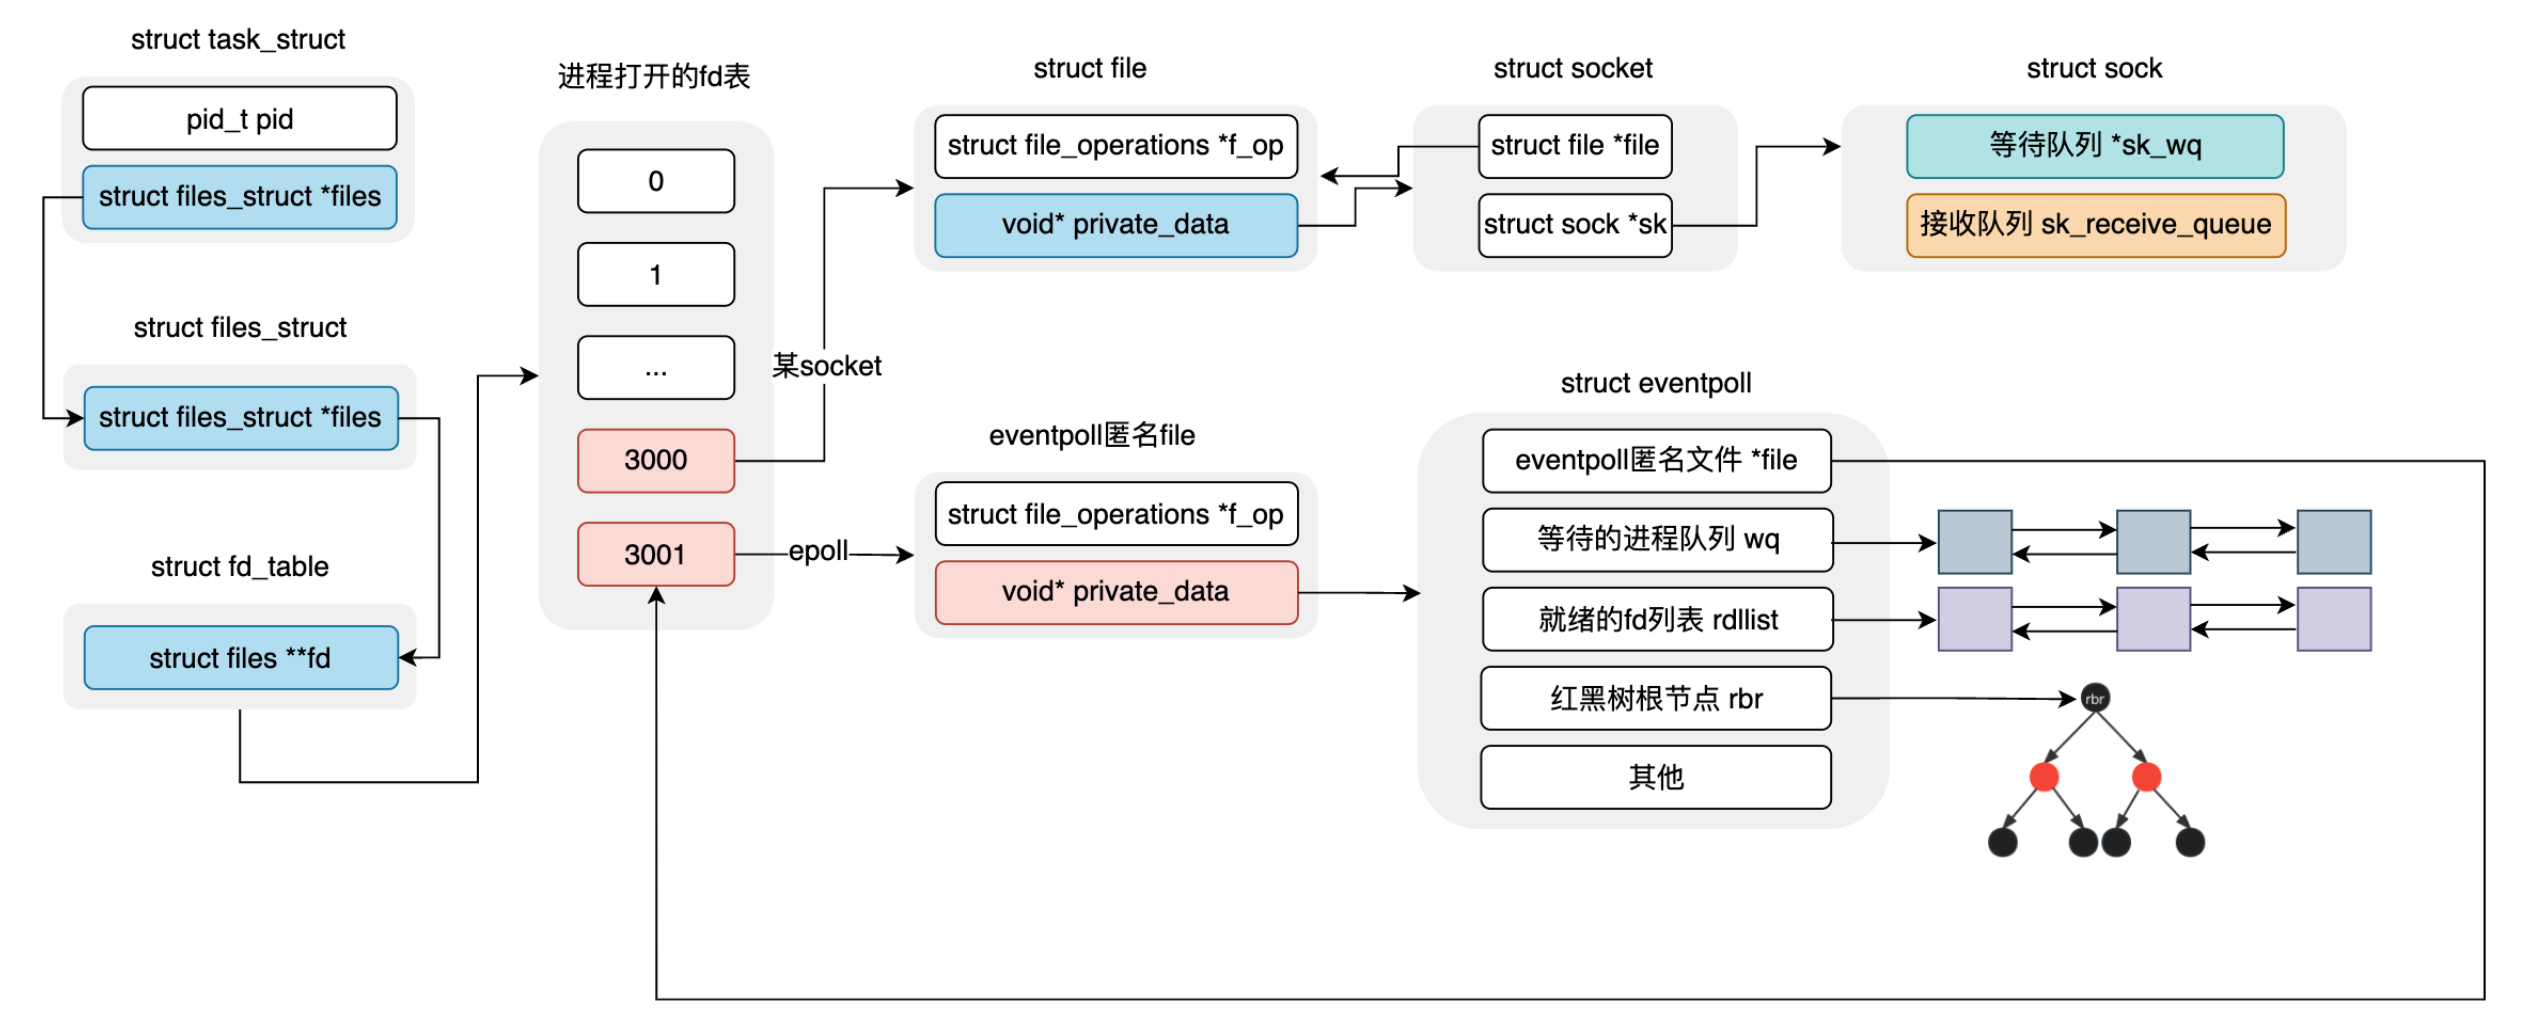 struct task_struct
pid_t pid
struct files_struct *files
struct files_struct
struct files_struct *files
struct fd_table
struct files **fd
进程打开的fd表
0
1
...
3000
3001
某socket
epoll
struct file
struct file_operations *f_op
void* private_data
struct socket
struct file *file
struct sock *sk
struct sock
等待队列 *sk_wq
接收队列 sk_receive_queue
eventpoll匿名file
struct file_operations *f_op
void* private_data
struct eventpoll
eventpoll匿名文件 *file
等待的进程队列 wq
就绪的fd列表 rdllist
红黑树根节点 rbr
其他
rbr